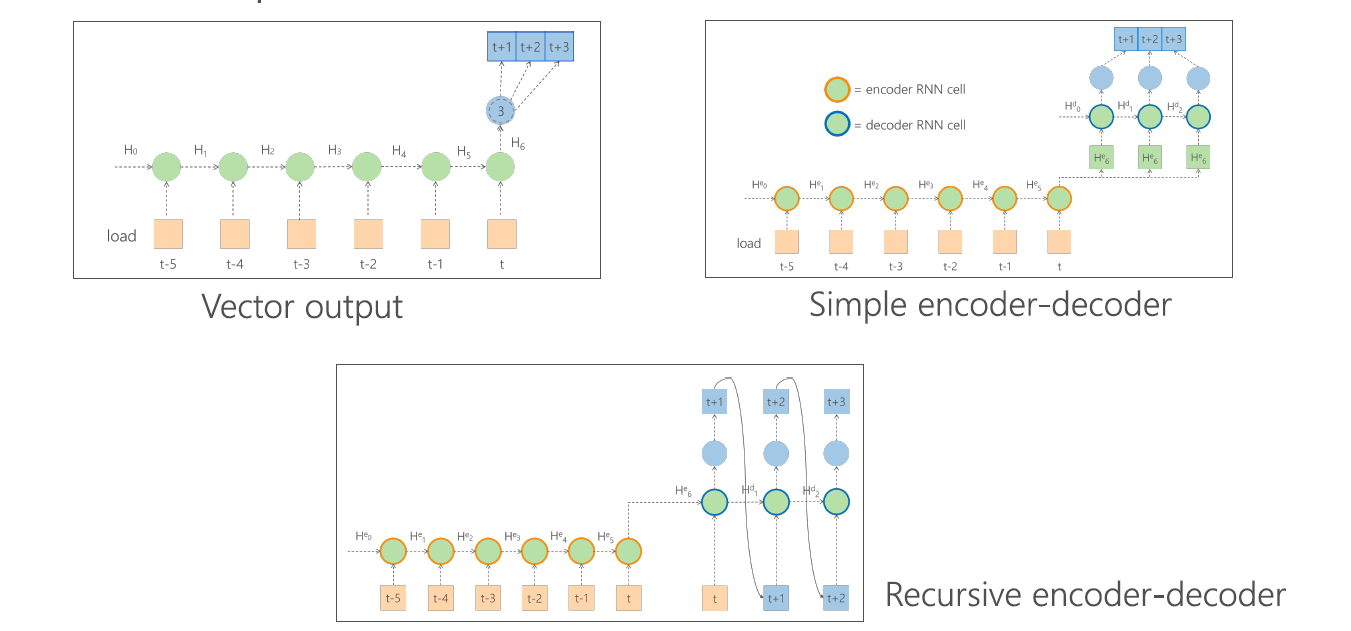 t+1 t+2 t+3
3
H6
H0 H1 H2 H3 H4 H5
load
t-5 t-4 t-3 t-2 t-1 t
Vector output
t+1 t+2 t+3
= encoder RNN cell
= decoder RNN cell
Hd0 Hd1 Hd2
He6 He6 He6
He0 He1 He2 He3 He4 He5
load
t-5 t-4 t-3 t-2 t-1 t
Simple encoder-decoder
t+1 t+2 t+3
He6 Hd1 Hd2
He0 He1 He2 He3 He4 He5
t-5 t-4 t-3 t-2 t-1 t t t+1 t+2
Recursive encoder-decoder